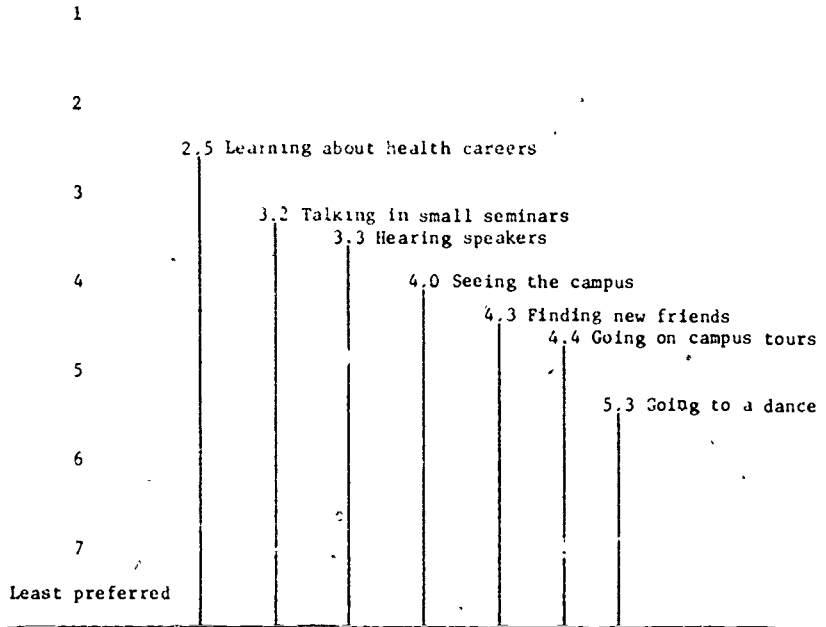 1
2
2.5 Learning about health careers
3
3.2 Talking in small seminars
3.3 Hearing speakers
4
4.0 Seeing the campus
4.3 Finding new friends
4.4 Going on campus tours
5
5.3 Going to a dance
6
7
Least preferred